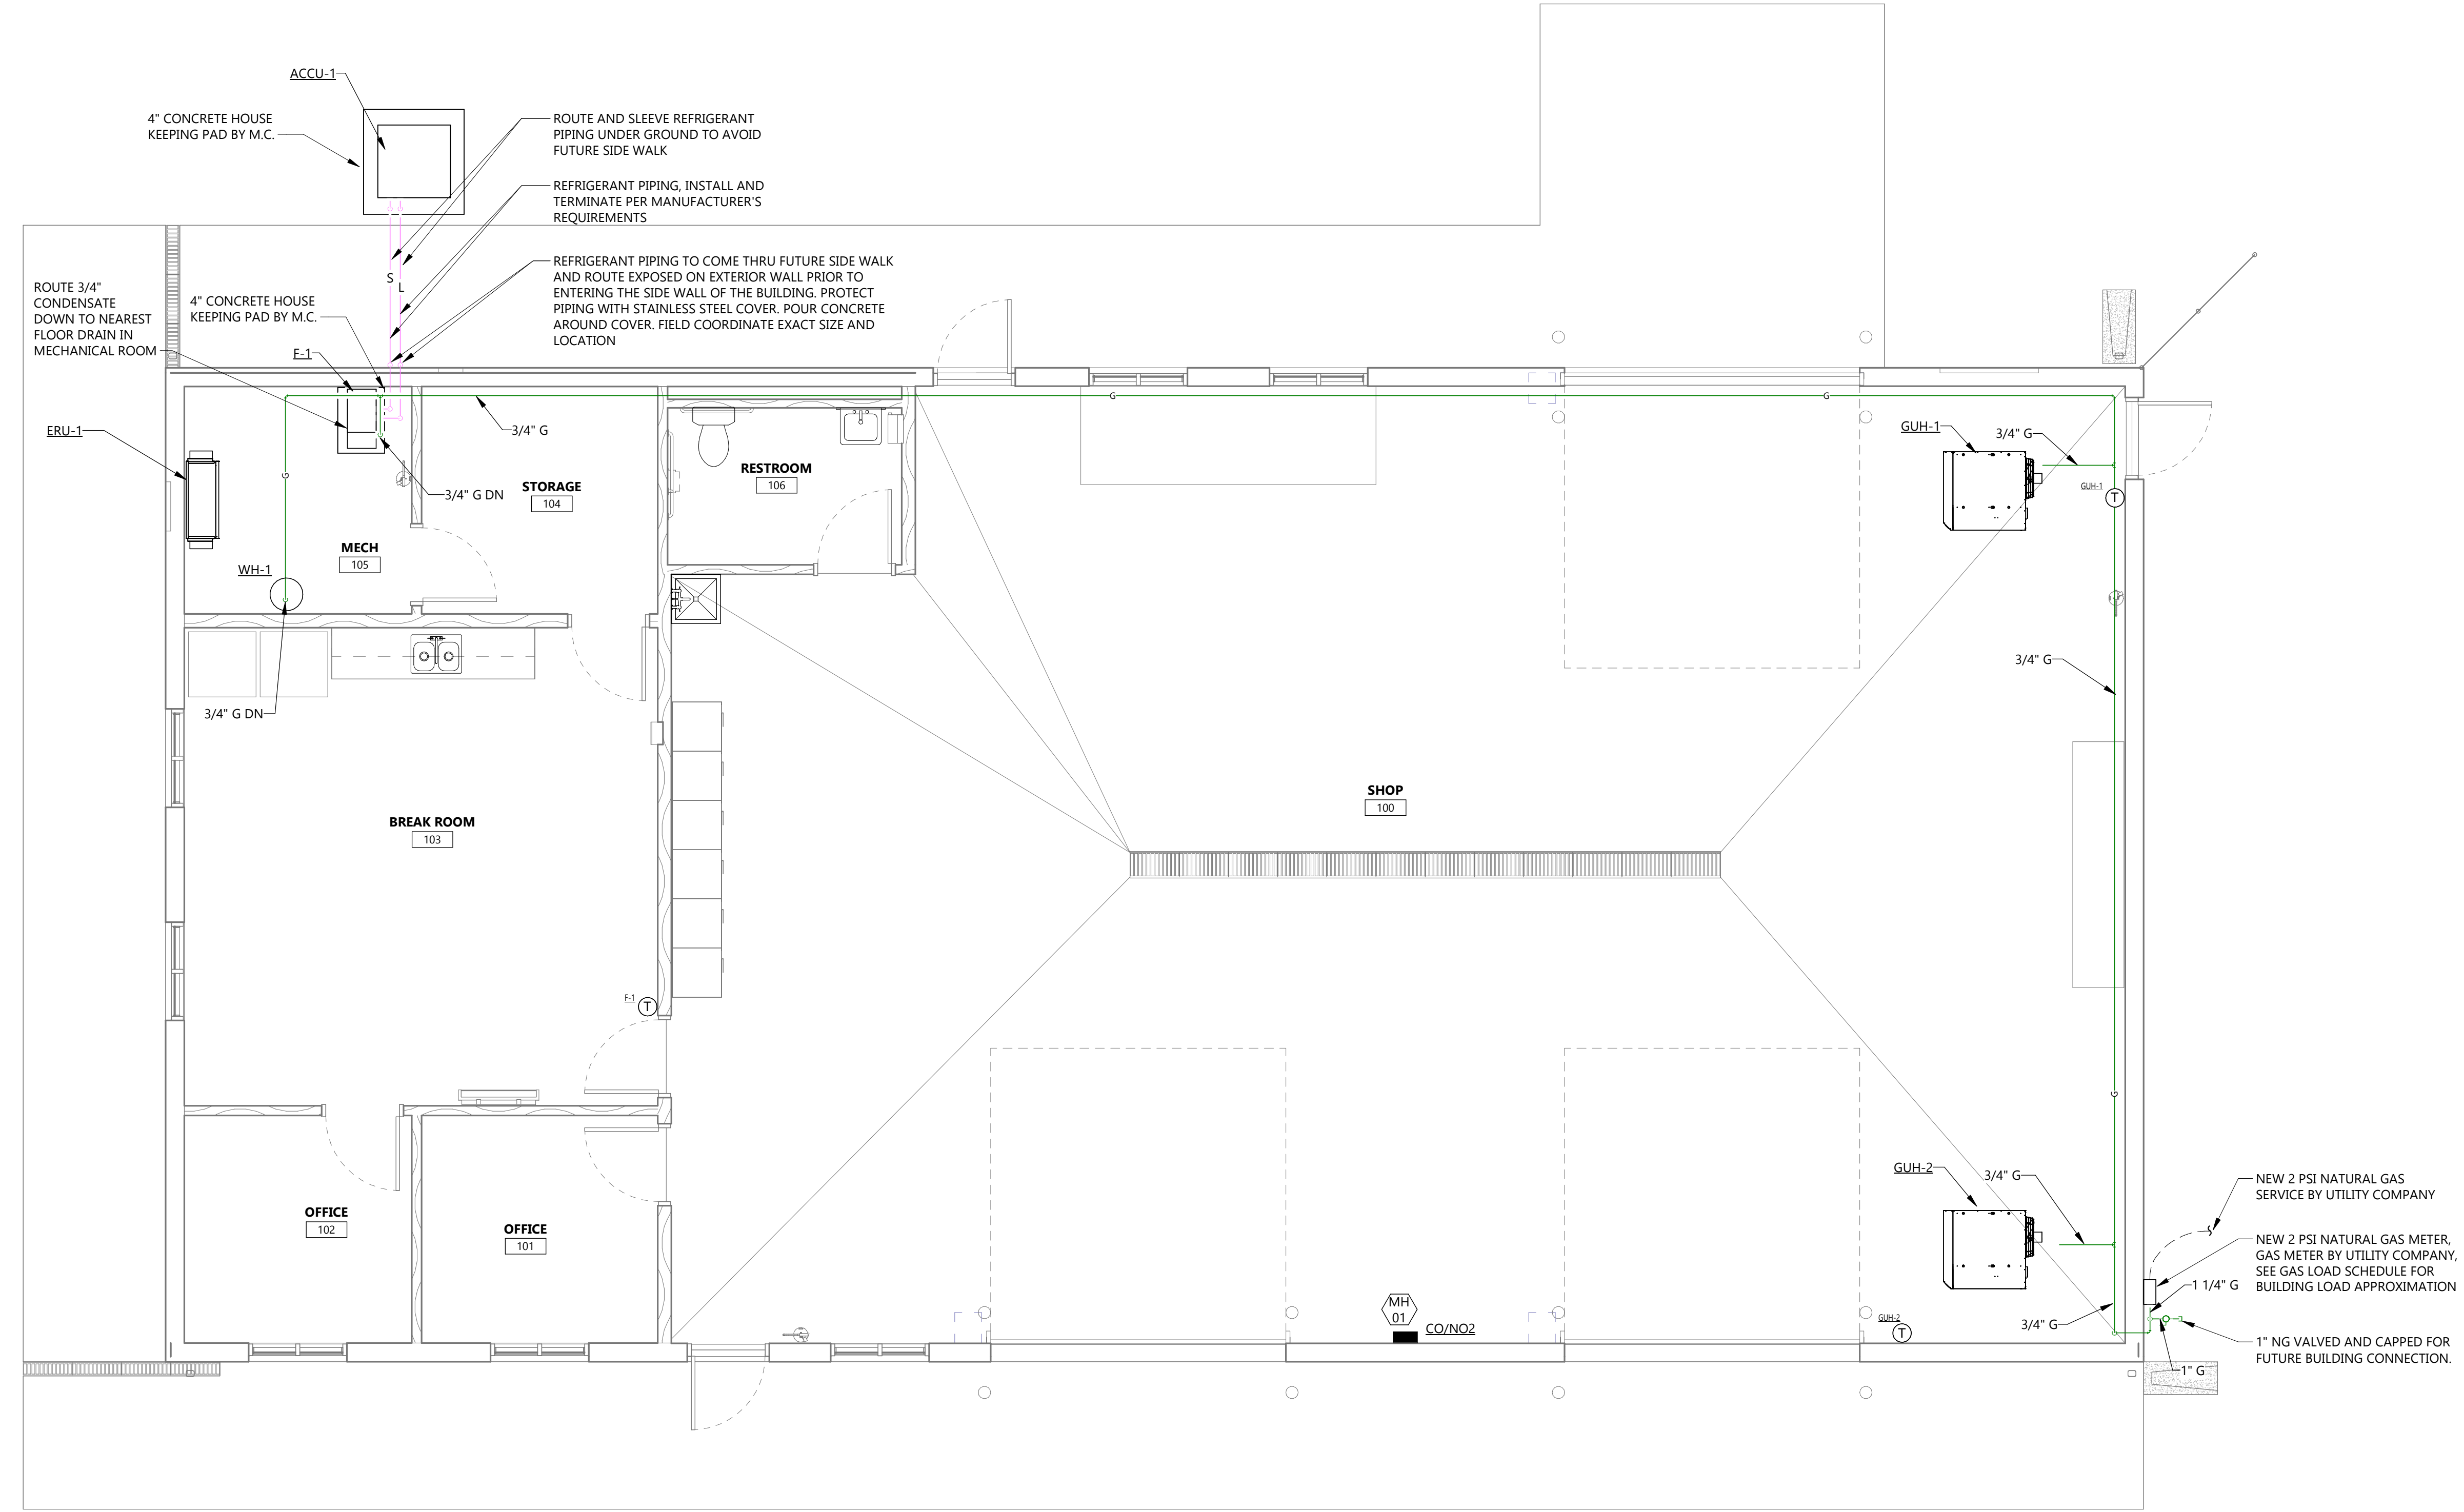 ACCU-1
4" CONCRETE HOUSE
KEEPING PAD BY M.C.
ROUTE AND SLEEVE REFRIGERANT
PIPING UNDER GROUND TO AVOID
FUTURE SIDE WALK
REFRIGERANT PIPING, INSTALL AND
TERMINATE PER MANUFACTURER'S
REQUIREMENTS
S
L
REFRIGERANT PIPING TO COME THRU FUTURE SIDE WALK
AND ROUTE EXPOSED ON EXTERIOR WALL PRIOR TO
ENTERING THE SIDE WALL OF THE BUILDING. PROTECT
PIPING WITH STAINLESS STEEL COVER. POUR CONCRETE
AROUND COVER. FIELD COORDINATE EXACT SIZE AND
LOCATION
ROUTE 3/4"
CONDENSATE
DOWN TO NEAREST
FLOOR DRAIN IN
MECHANICAL ROOM
4" CONCRETE HOUSE
KEEPING PAD BY M.C.
F-1
G
G
ERU-1
3/4" G
GUH-1
3/4" G
G
RESTROOM
106
STORAGE
104
3/4" G DN
GUH-1
T
MECH
105
WH-1
3/4" G
3/4" G DN
SHOP
100
BREAK ROOM
103
F-1
T
G
GUH-2
3/4" G
NEW 2 PSI NATURAL GAS
SERVICE BY UTILITY COMPANY
OFFICE
102
OFFICE
101
NEW 2 PSI NATURAL GAS METER,
GAS METER BY UTILITY COMPANY,
SEE GAS LOAD SCHEDULE FOR
BUILDING LOAD APPROXIMATION
1 1/4" G
MH
01
CO/NO2
GUH-2
T
3/4" G
1" NG VALVED AND CAPPED FOR
FUTURE BUILDING CONNECTION.
1" G